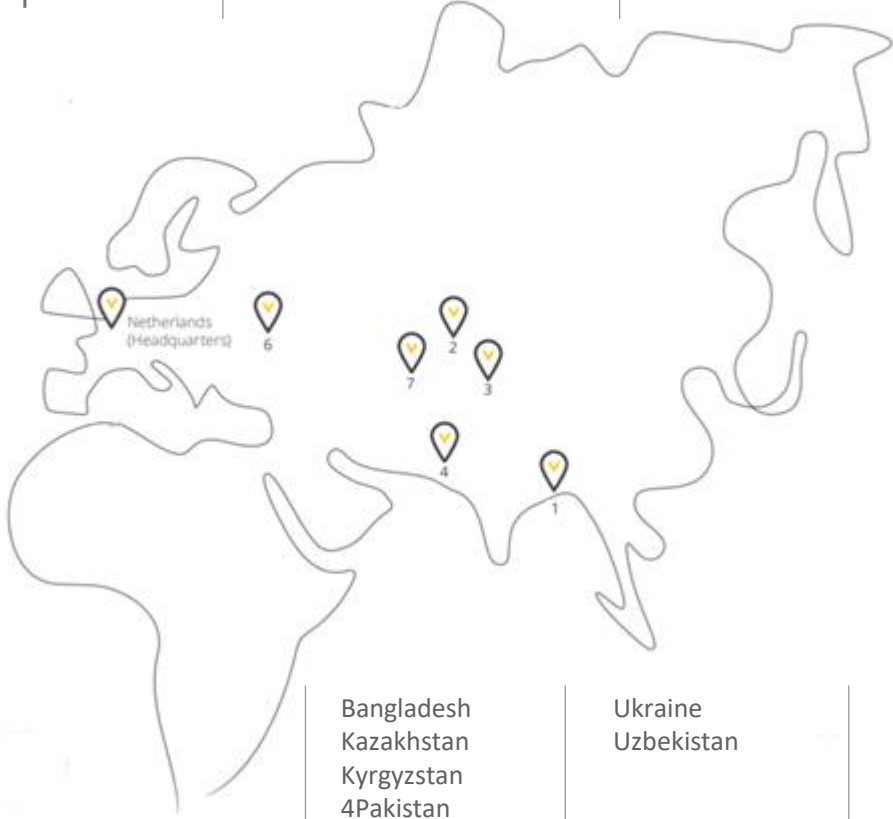 Netherlands
(Headquarters)
6
2
7
3
4
1
Bangladesh
Kazakhstan
Kyrgyzstan
4Pakistan
Ukraine
Uzbekistan